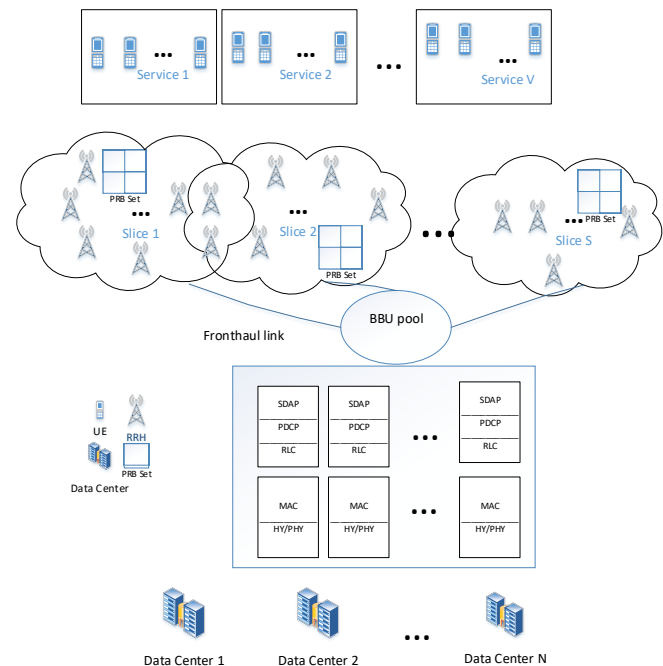 Service 1
Service 2
Service V
...
PRB Set
Slice 1
Slice 2
PRB Set
PRB Set
Slice S
Fronthaul link
BBU pool
SDAP
PDCP
RLC
SDAP
PDCP
RLC
SDAP
PDCP
RLC
MAC
HY/PHY
MAC
HY/PHY
MAC
HY/PHY
UE
RRH
PRB Set
Data Center
Data Center 1
Data Center 2
...
Data Center N